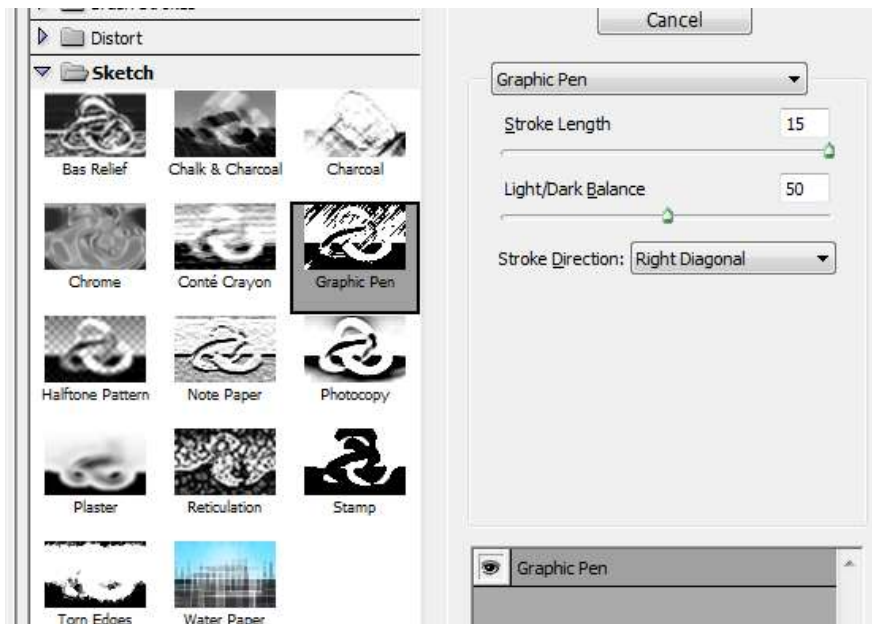 Distort
Sketch
Bas Relief
Chalk & Charcoal
Charcoal
Chrome
Conté Crayon
Graphic Pen
Halftone Pattern
Note Paper
Photocopy
Plaster
Reticulation
Stamp
Torn Edges
Water Paper
Cancel
Graphic Pen
Stroke Length 15
Light/Dark Balance 50
Stroke Direction: Right Diagonal
Graphic Pen